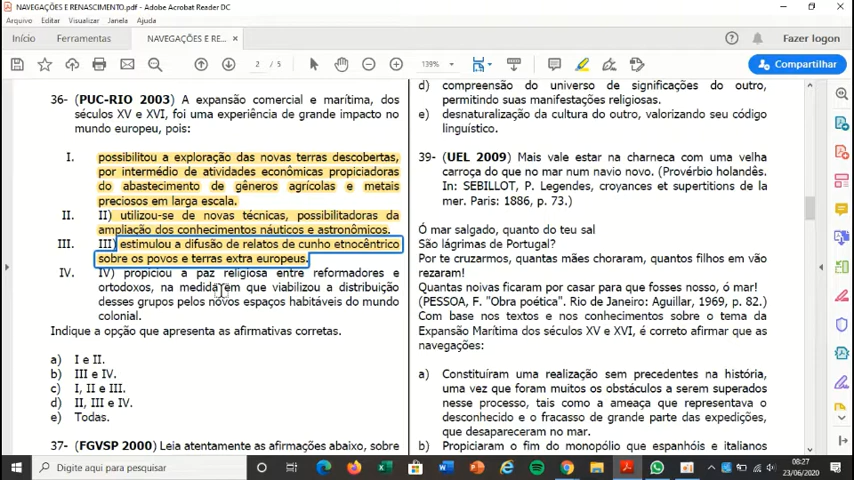 NAVEGAÇÕES E RENASCIMENTO.pdf - Adobe Acrobat Reader DC
Arquivo Editar Visualizar Janela Ajuda
Início Ferramentas NAVEGAÇÕES E RE... × Fazer logon
2 / 5 139% Compartilhar
36- (PUC-RIO 2003) A expansão comercial e marítima, dos
séculos XV e XVI, foi uma experiência de grande impacto no
mundo europeu, pois:
I. possibilitou a exploração das novas terras descobertas,
por intermédio de atividades econômicas propiciadoras
do abastecimento de gêneros agrícolas e metais
preciosos em larga escala.
II. II) utilizou-se de novas técnicas, possibilitadoras da
ampliação dos conhecimentos náuticos e astronômicos.
III. III) estimulou a difusão de relatos de cunho etnocêntrico
sobre os povos e terras extra europeus.
IV. IV) propiciou a paz religiosa entre reformadores e
ortodoxos, na medida em que viabilizou a distribuição
desses grupos pelos novos espaços habitáveis do mundo
colonial.
Indique a opção que apresenta as afirmativas corretas.
a) I e II.
b) III e IV.
c) I, II e III.
d) II, III e IV.
e) Todas.
37- (FGVSP 2000) Leia atentamente as afirmações abaixo, sobre
d) compreensão do universo de significações do outro,
permitindo suas manifestações religiosas.
e) desnaturalização da cultura do outro, valorizando seu código
linguístico.
39- (UEL 2009) Mais vale estar na charneca com uma velha
carroça do que no mar num navio novo. (Provérbio holandês.
In: SEBILLOT, P. Legendes, croyances et supertitions de la
mer. Paris: 1886, p. 73.)
Ó mar salgado, quanto do teu sal
São lágrimas de Portugal?
Por te cruzarmos, quantas mães choraram, quantos filhos em vão
rezaram!
Quantas noivas ficaram por casar para que fosses nosso, ó mar!
(PESSOA, F. "Obra poética". Rio de Janeiro: Aguillar, 1969, p. 82.)
Com base nos textos e nos conhecimentos sobre o tema da
Expansão Marítima dos séculos XV e XVI, é correto afirmar que as
navegações:
a) Constituíram uma realização sem precedentes na história,
uma vez que foram muitos os obstáculos a serem superados
nesse processo, tais como a ameaça que representava o
desconhecido e o fracasso de grande parte das expedições,
que desapareceram no mar.
b) Propiciaram o fim do monopólio que espanhóis e italianos
Digite aqui para pesquisar
08:27
23/06/2020